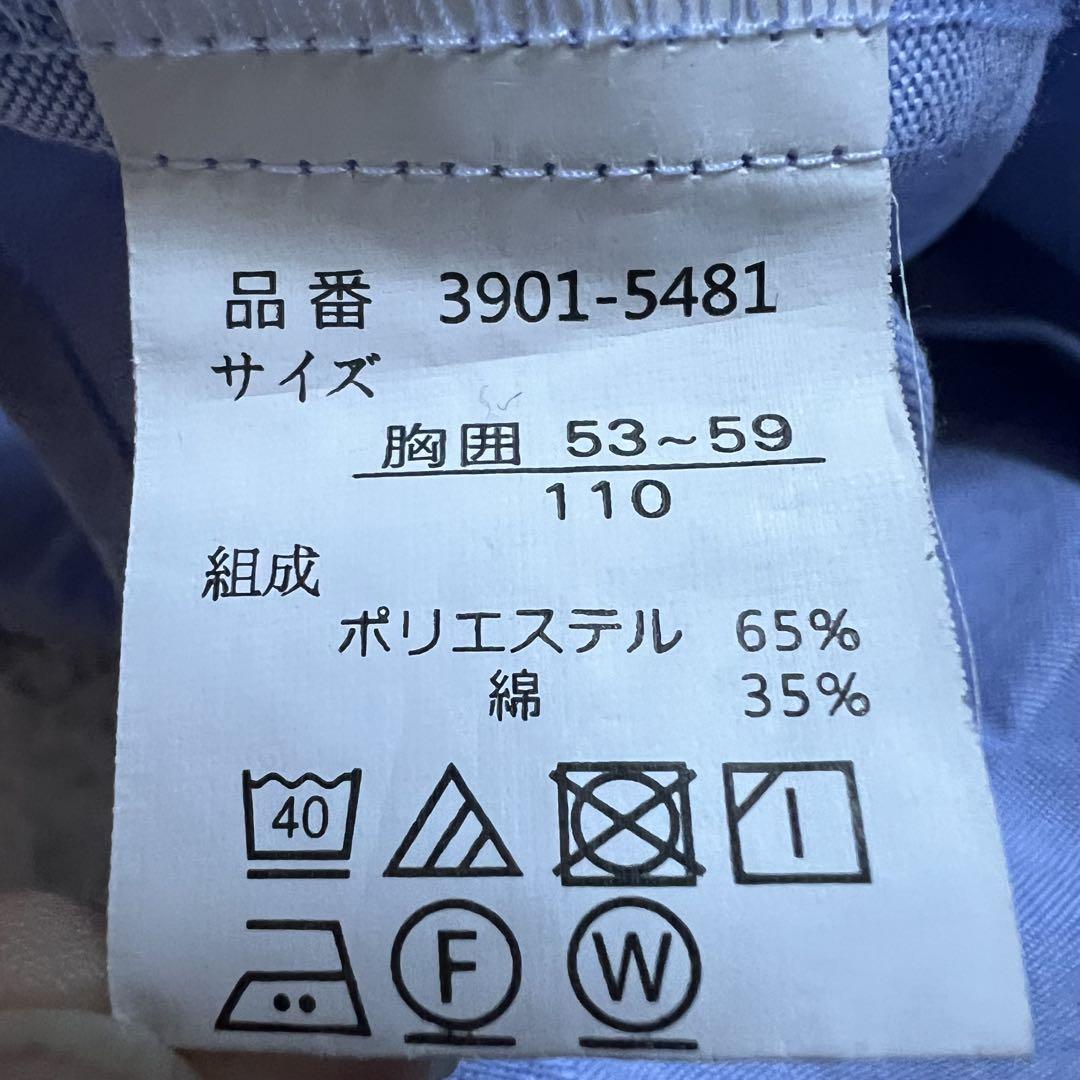 品番 3901-5481
サイズ
胸囲 53~59
110
組成
ポリエステル 65%
綿 35%
40
F W